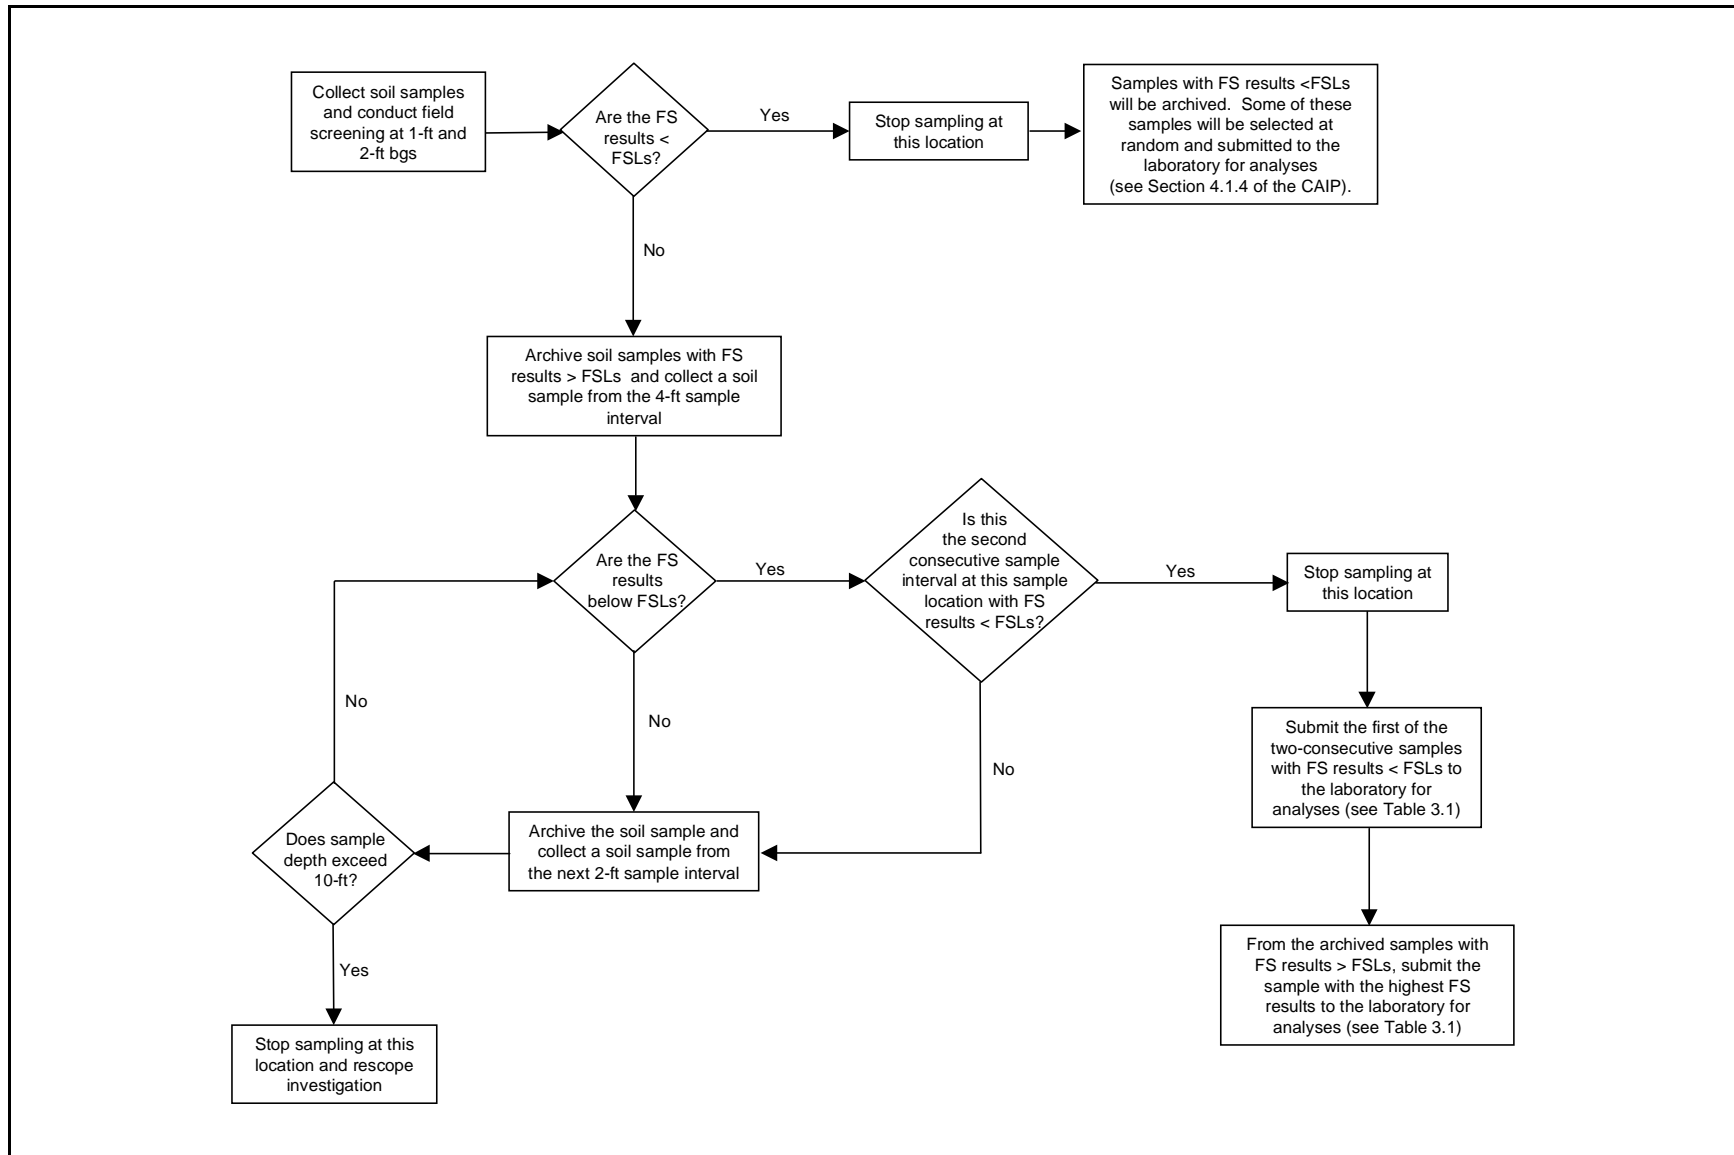 Collect soil samples
and conduct field
screening at 1-ft and
2-ft bgs
Are the FS
results <
FSLs?
Yes
Stop sampling at
this location
Samples with FS results <FSLs
will be archived.  Some of these
samples will be selected at
random and submitted to the
laboratory for analyses
(see Section 4.1.4 of the CAIP).
No
Archive soil samples with FS
results > FSLs  and collect a soil
sample from the 4-ft sample
interval
Are the FS
results
below FSLs?
Yes
Is this
the second
consecutive sample
interval at this sample
location with FS
results < FSLs?
Yes
Stop sampling at
this location
No
No
No
Submit the first of the
two-consecutive samples
with FS results < FSLs to
the laboratory for
analyses (see Table 3.1)
Does sample
depth exceed
10-ft?
Archive the soil sample and
collect a soil sample from
the next 2-ft sample interval
Yes
From the archived samples with
FS results > FSLs, submit the
sample with the highest FS
results to the laboratory for
analyses (see Table 3.1)
Stop sampling at this
location and rescope
investigation